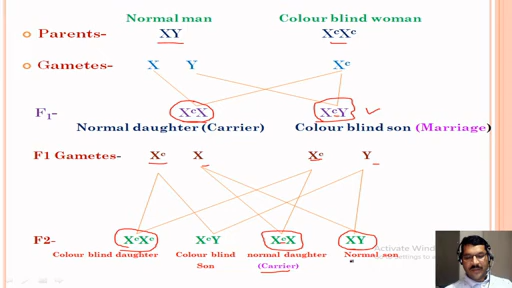 Normal man Colour blind woman
Parents- XY XᶜXᶜ
Gametes- X Y Xᶜ
F₁- XᶜX XᶜY
Normal daughter (Carrier) Colour blind son (Marriage)
F1 Gametes- Xᶜ X Xᶜ Y
F2- XᶜXᶜ XᶜY XᶜX XY
Colour blind daughter Colour blind normal daughter Normal son
Son (Carrier)
Activate Wind